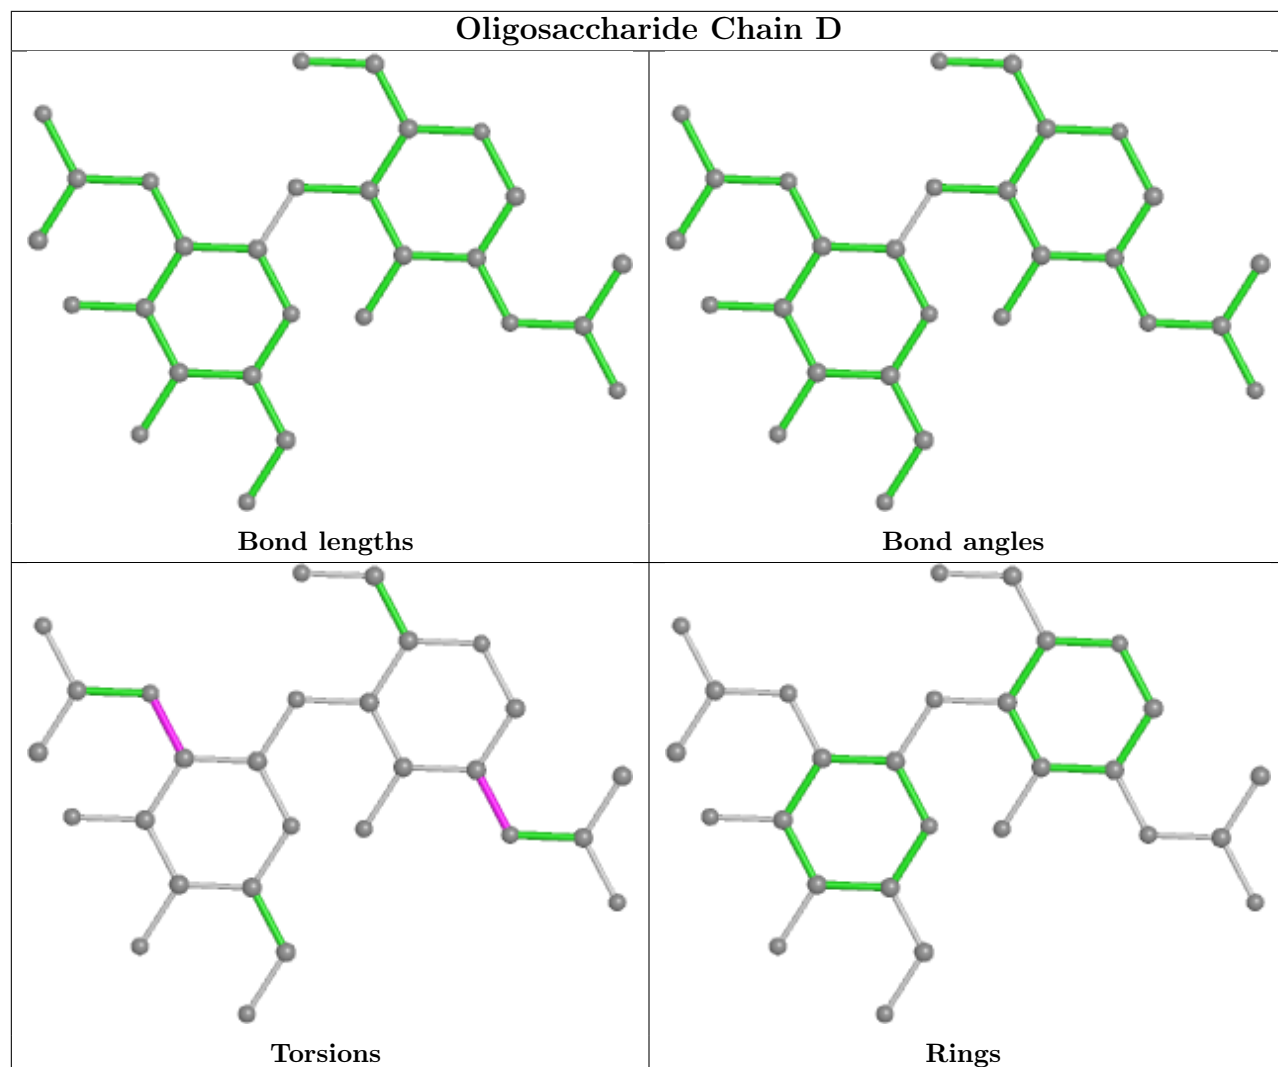 Oligosaccharide Chain D
Bond lengths
Bond angles
Torsions
Rings